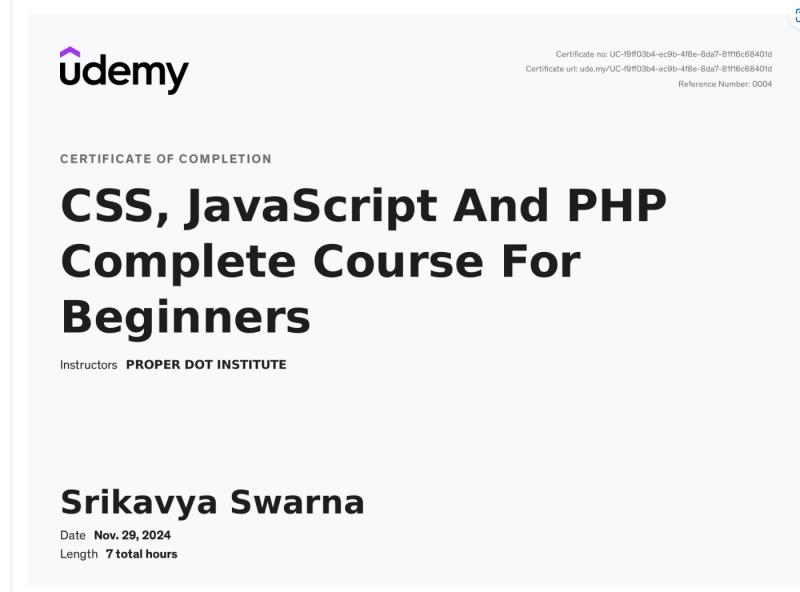 udemy
Certificate no: UC-f9ff03b4-ec9b-4f8e-8da7-81f16c68401d
Certificate url: ude.my/UC-f9ff03b4-ec9b-4f8e-8da7-81f16c68401d
Reference Number: 0004
CERTIFICATE OF COMPLETION
CSS, JavaScript And PHP
Complete Course For
Beginners
Instructors PROPER DOT INSTITUTE
Srikavya Swarna
Date Nov. 29, 2024
Length 7 total hours